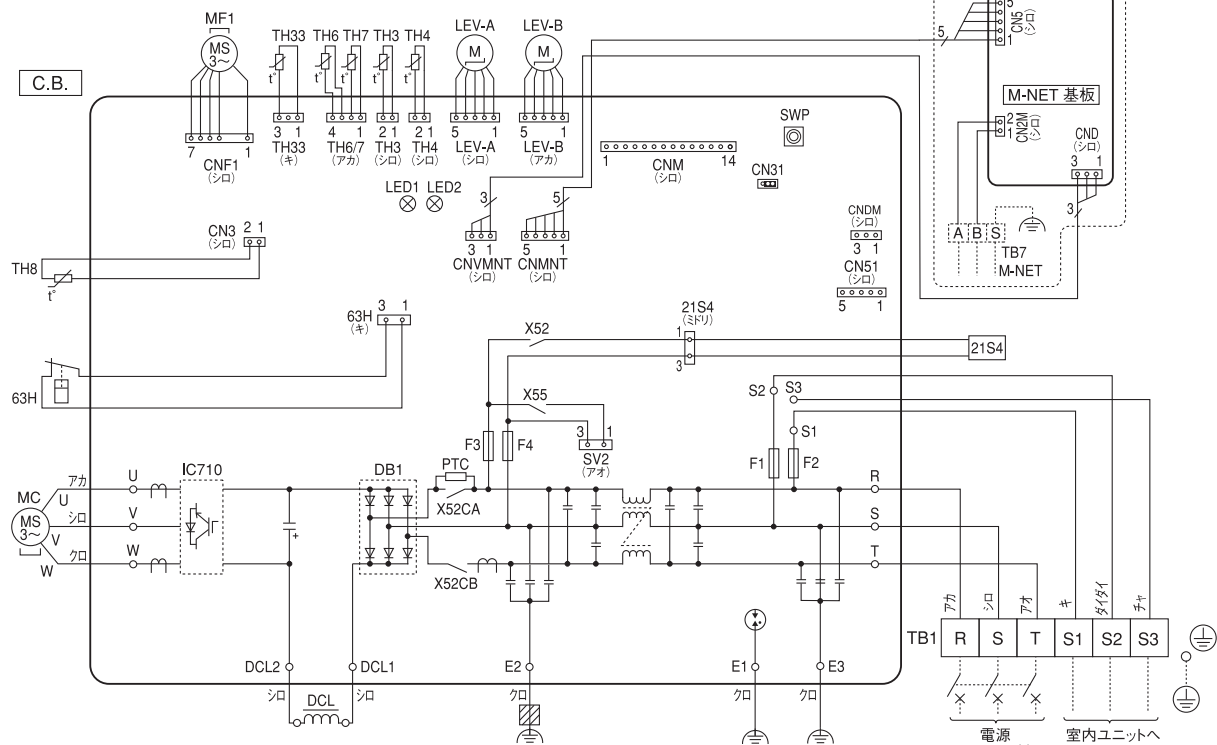 C.B.
MF1
MS
3～
7 1
CNF1
(シロ)
TH33
t°
3 1
TH33
(キ)
TH6 TH7
t° t°
4 1
TH6/7
(アカ)
TH3
t°
2 1
TH3
(シロ)
TH4
t°
2 1
TH4
(シロ)
LEV-A
M
5 1
LEV-A
(シロ)
LEV-B
M
5 1
LEV-B
(アカ)
LED1 LED2
3
3 1
CNVMNT
(シロ)
5
5 1
CNMNT
(シロ)
1 14
CNM
(シロ)
SWP
CN31
CNDM
(シロ)
3 1
CN51
(シロ)
5 1
5
5
1
CN5
(シロ)
M-NET 基板
2
1
CN2M
(シロ)
CND
(シロ)
3 1
3
A B S
TB7
M-NET
CN3
(シロ)
2 1
TH8
t°
63H
(キ)
3 1
63H
X52
21S4
(ミドリ)
1
3
21S4
X55
3 1
SV2
(アオ)
F3 F4
S2 S3
S1
F1 F2
MC
MS
3～
アカ
U
シロ
V
クロ
W
U
V
W
IC710
+
DB1
PTC
X52CA
X52CB
R
S
T
DCL2 DCL1
シロ シロ
DCL
E2
クロ
E1
クロ
E3
クロ
アカ シロ アオ キ ダイダイ チャ
TB1 R S T S1 S2 S3
電源 室内ユニットへ